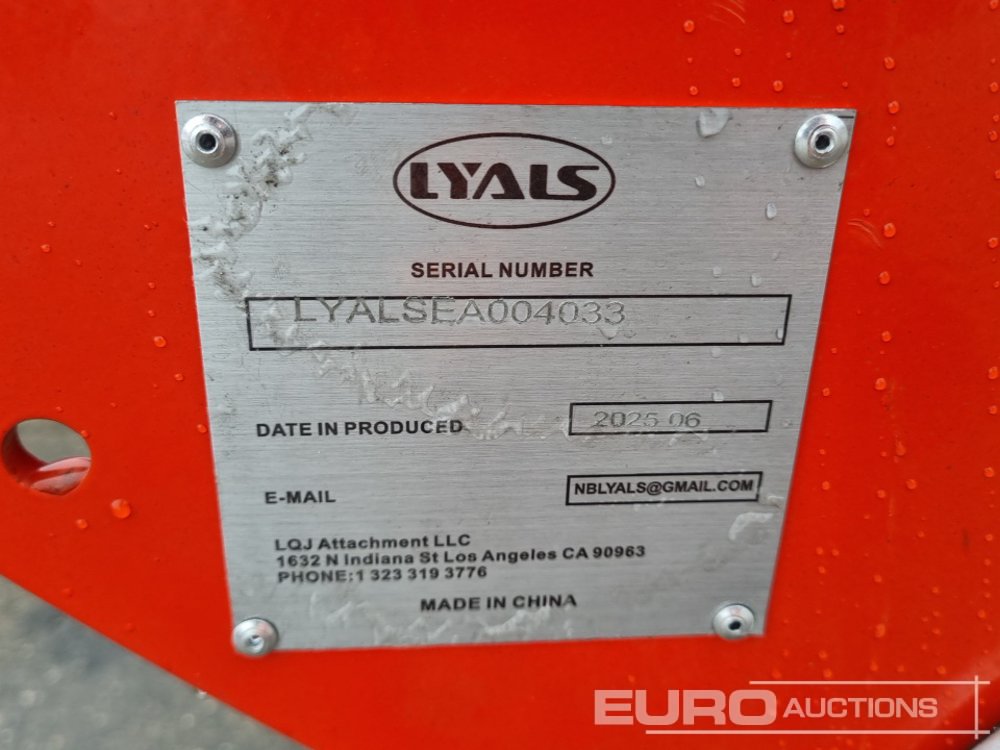 LYALS
SERIAL NUMBER
LYALSEA004033
DATE IN PRODUCED 2025 06
E-MAIL NBLYALS@GMAIL.COM
LQJ Attachment LLC
1632 N Indiana St Los Angeles CA 90963
PHONE:1 323 319 3776
MADE IN CHINA
EURO AUCTIONS